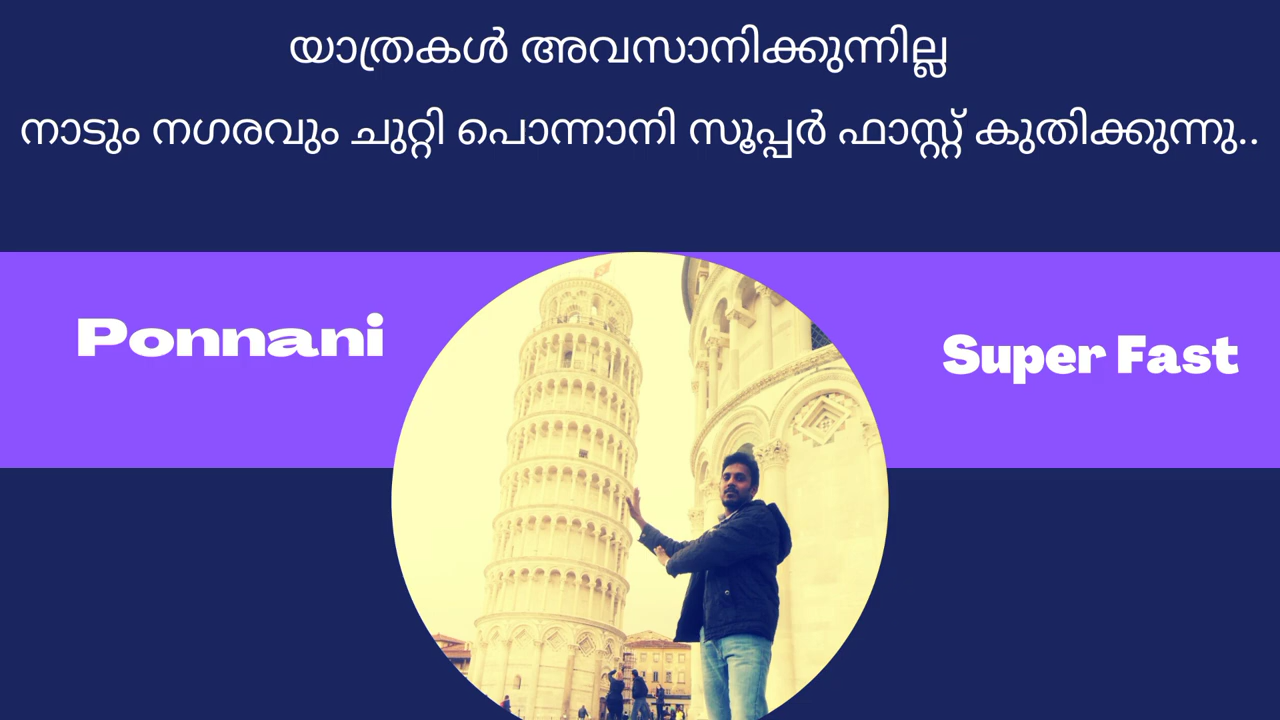 യാത്രകൾ അവസാനിക്കുന്നില്ല
നാടും നഗരവും ചുറ്റി പൊന്നാനി സൂപ്പർ ഫാസ്റ്റ് കുതിക്കുന്നു..
Ponnani
Super Fast